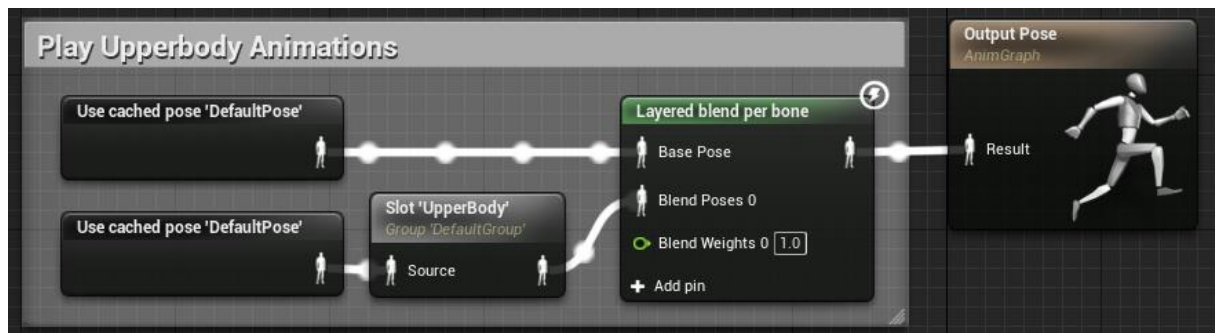 Play Upperbody Animations
Use cached pose 'DefaultPose'
Use cached pose 'DefaultPose'
Slot 'UpperBody'
Group 'DefaultGroup'
Source
Layered blend per bone
Base Pose
Blend Poses 0
Blend Weights 0 1.0
Add pin
Output Pose
AnimGraph
Result